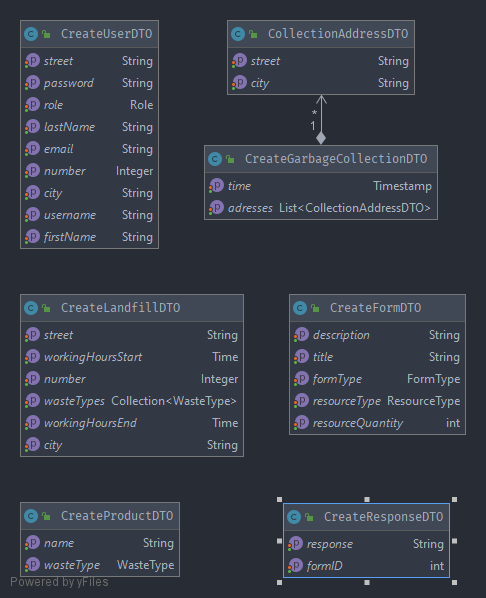 CreateUserDTO
street String
password String
role Role
lastName String
email String
number Integer
city String
username String
firstName String
CollectionAddressDTO
street String
city String
*
1
CreateGarbageCollectionDTO
time Timestamp
adresses List<CollectionAddressDTO>
CreateLandfillDTO
street String
workingHoursStart Time
number Integer
wasteTypes Collection<WasteType>
workingHoursEnd Time
city String
CreateFormDTO
description String
title String
formType FormType
resourceType ResourceType
resourceQuantity int
CreateProductDTO
name String
wasteType WasteType
CreateResponseDTO
response String
formID int
Powered by yFiles